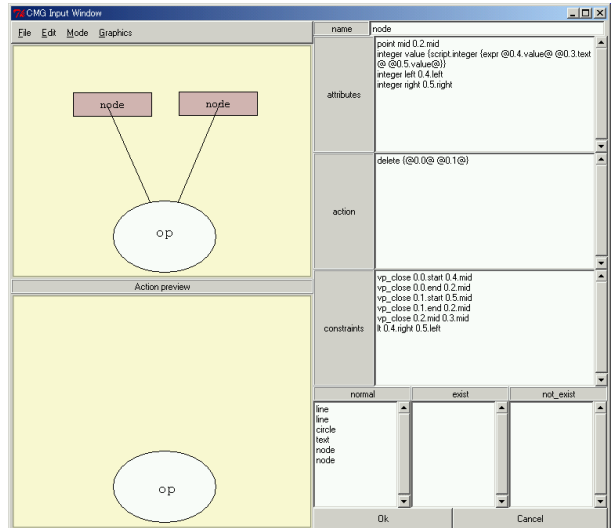 CMG Input Window
File Edit Mode Graphics
node
node
op
Action preview
op
name
node
attributes
point mid 0.2.mid
integer value {script.integer {expr @0.4.value@ @0.3.text
@ @0.5.value@}}
integer left 0.4.left
integer right 0.5.right
action
delete {@0.0@ @0.1@}
constraints
vp_close 0.0.start 0.4.mid
vp_close 0.0.end 0.2.mid
vp_close 0.1.start 0.5.mid
vp_close 0.1.end 0.2.mid
vp_close 0.2.mid 0.3.mid
lt 0.4.right 0.5.left
normal
exist
not_exist
line
line
circle
text
node
node
Ok
Cancel